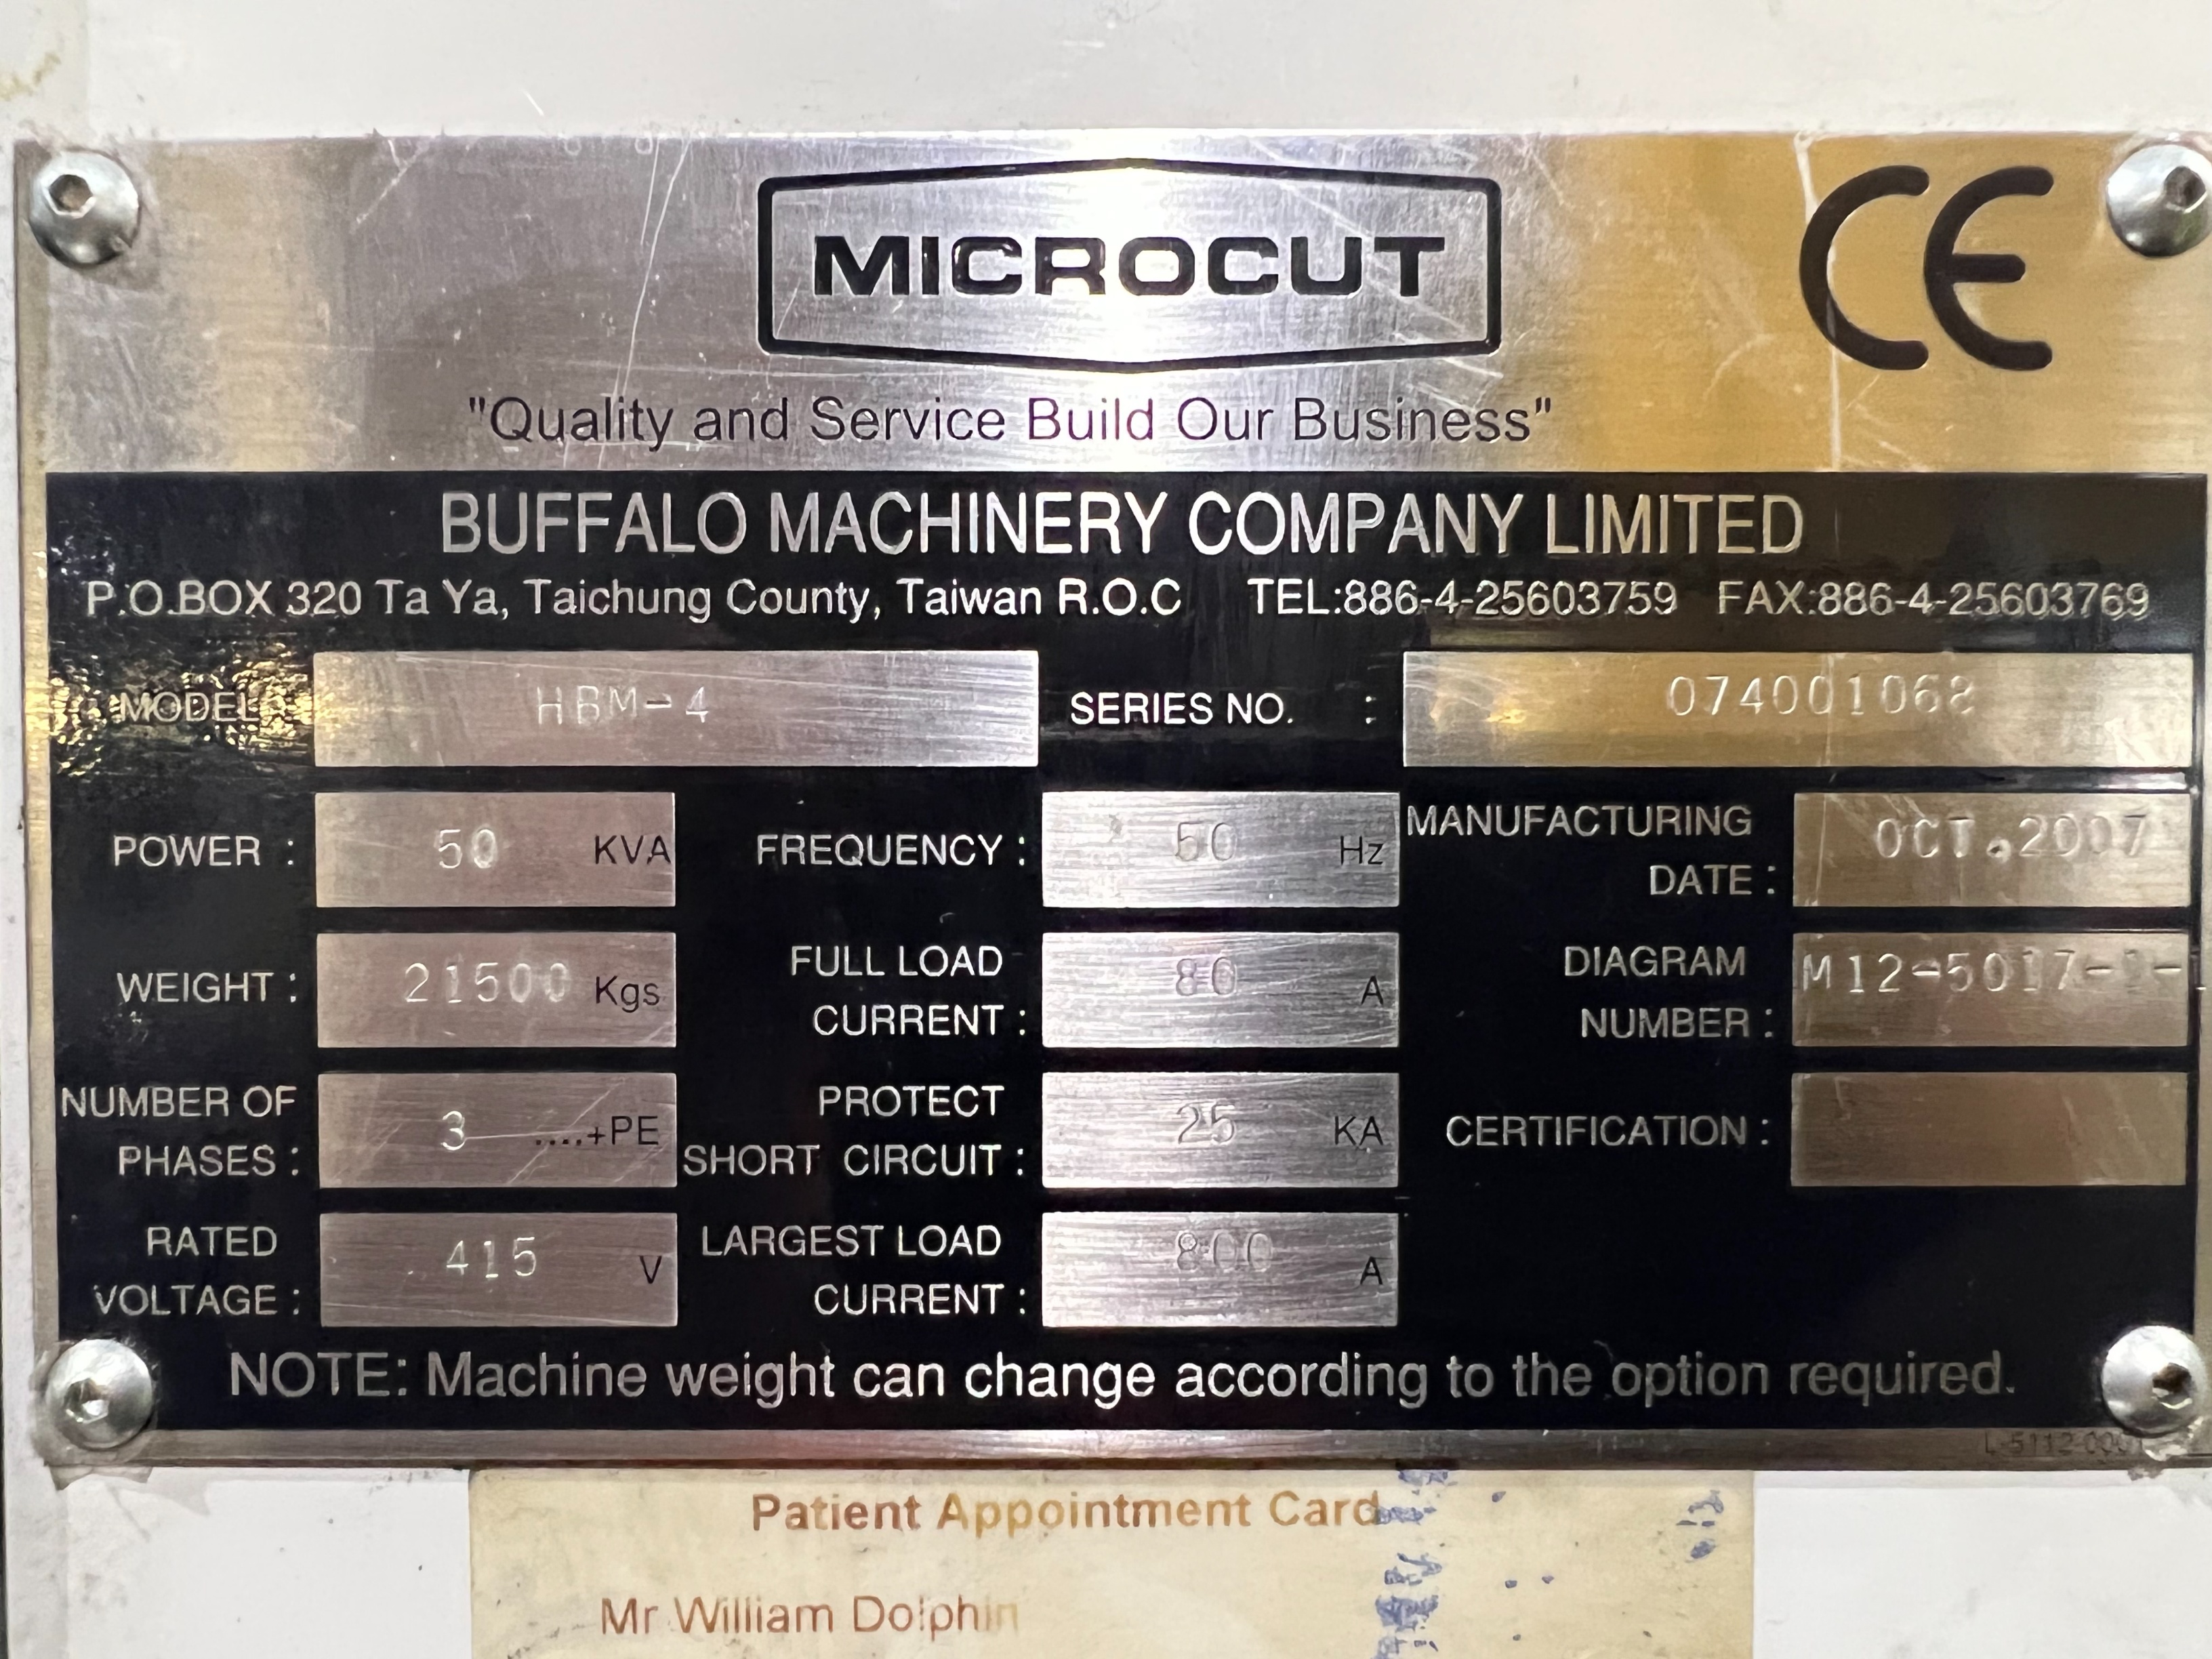 MICROCUT
CE
"Quality and Service Build Our Business"
BUFFALO MACHINERY COMPANY LIMITED
P.O.BOX 320 Ta Ya, Taichung County, Taiwan R.O.C TEL:886-4-25603759 FAX:886-4-25603769
MODEL HBM-4 SERIES NO. : 074001068
POWER : 50 KVA FREQUENCY : 50 Hz MANUFACTURING DATE : OCT.2007
WEIGHT : 21500 Kgs FULL LOAD CURRENT : 80 A DIAGRAM NUMBER :
NUMBER OF PHASES : 3 ....+PE PROTECT SHORT CIRCUIT : 25 KA CERTIFICATION :
RATED VOLTAGE : 415 V LARGEST LOAD CURRENT : 800 A
NOTE: Machine weight can change according to the option required.
Patient Appointment Card
Mr William Dolphin